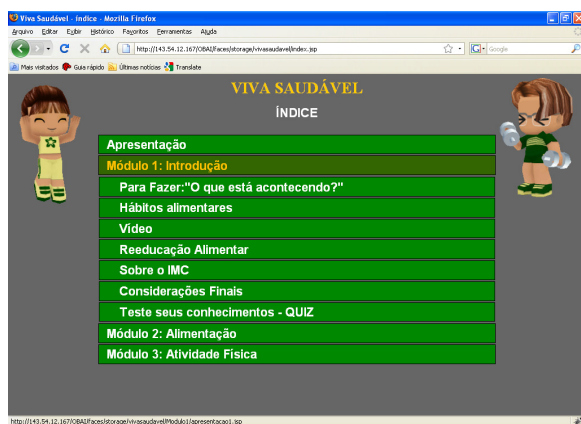 Viva Saudável - índice - Mozilla Firefox
Arquivo Editar Exibir Histórico Favoritos Ferramentas Ajuda
http://143.54.12.167/OBAI/faces/storage/vivasaudavel/index.jsp
G Google
Mais visitados Guia rápido Últimas notícias Translate
VIVA SAUDÁVEL
ÍNDICE
Apresentação
Módulo 1: Introdução
Para Fazer:"O que está acontecendo?"
Hábitos alimentares
Vídeo
Reeducação Alimentar
Sobre o IMC
Considerações Finais
Teste seus conhecimentos - QUIZ
Módulo 2: Alimentação
Módulo 3: Atividade Física
http://143.54.12.167/OBAI/faces/storage/vivasaudavel/Modulo1/apresentacao1.jsp